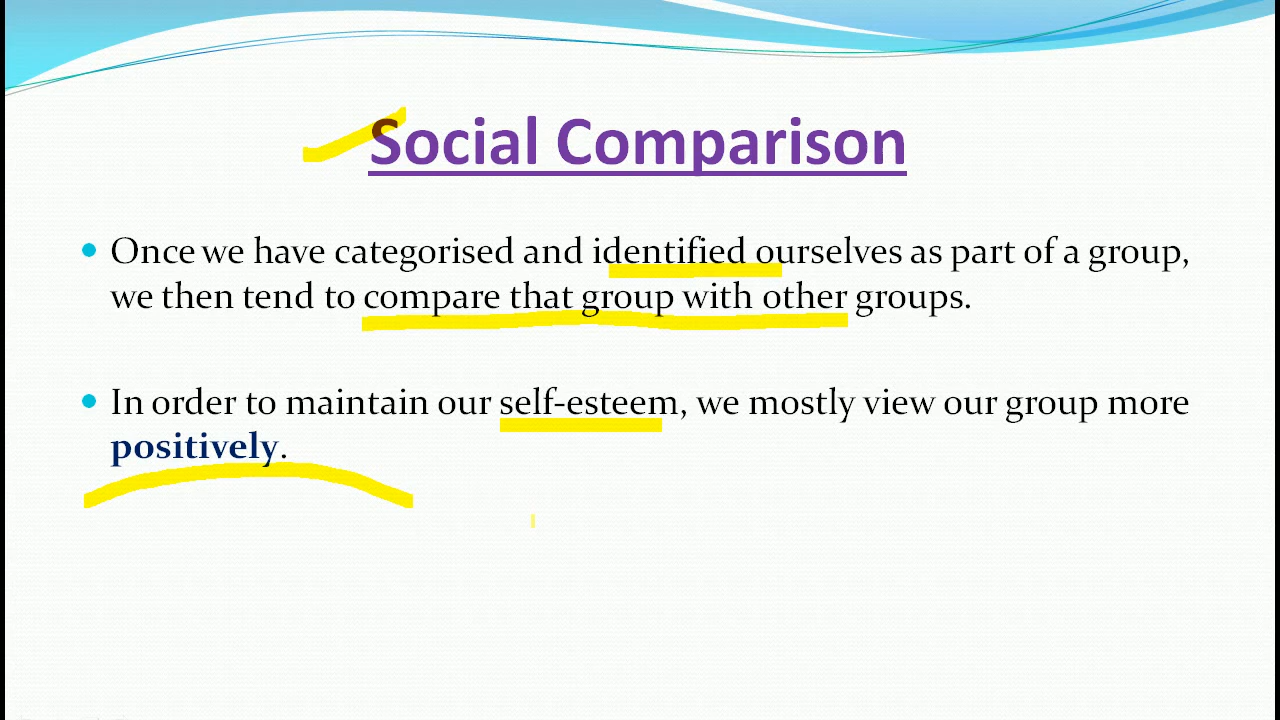 Social Comparison
• Once we have categorised and identified ourselves as part of a group,
we then tend to compare that group with other groups.
• In order to maintain our self-esteem, we mostly view our group more
positively.